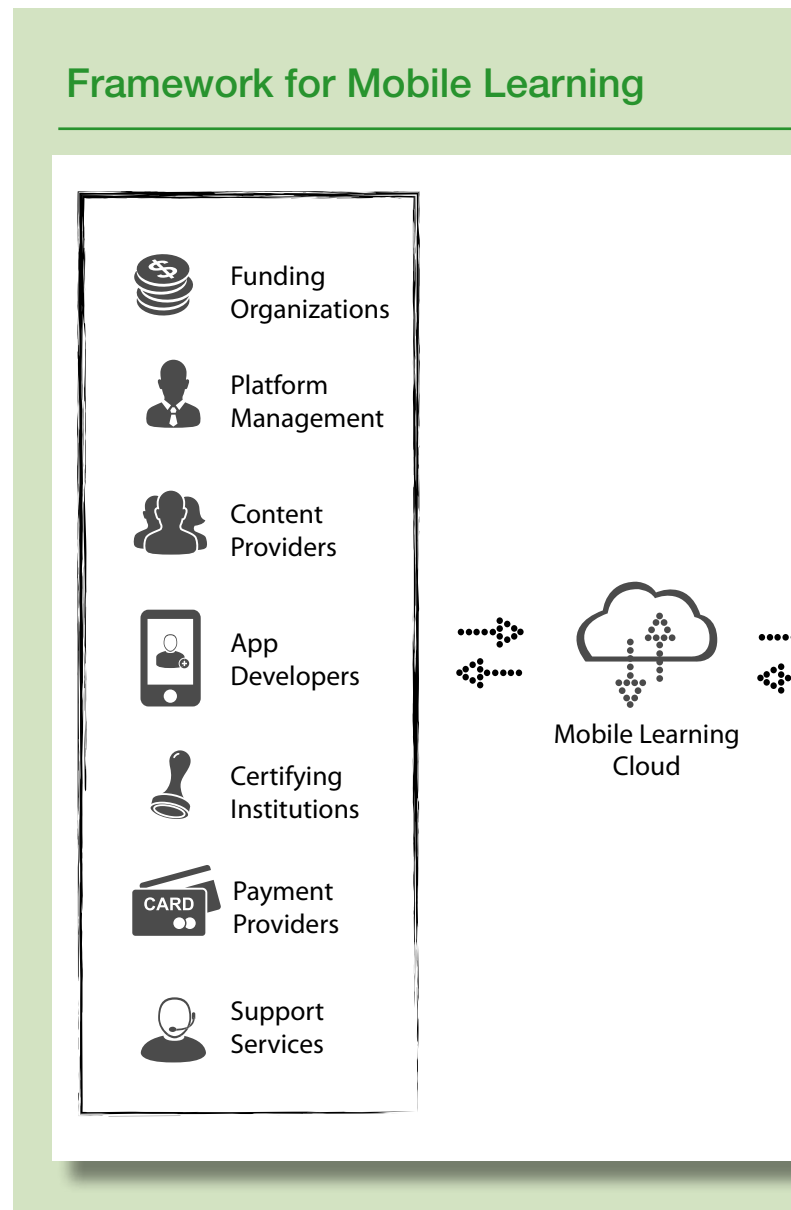 Framework for Mobile Learning
$
Funding
Organizations
Platform
Management
Content
Providers
App
Developers
Mobile Learning
Cloud
Certifying
Institutions
CARD
Payment
Providers
Support
Services